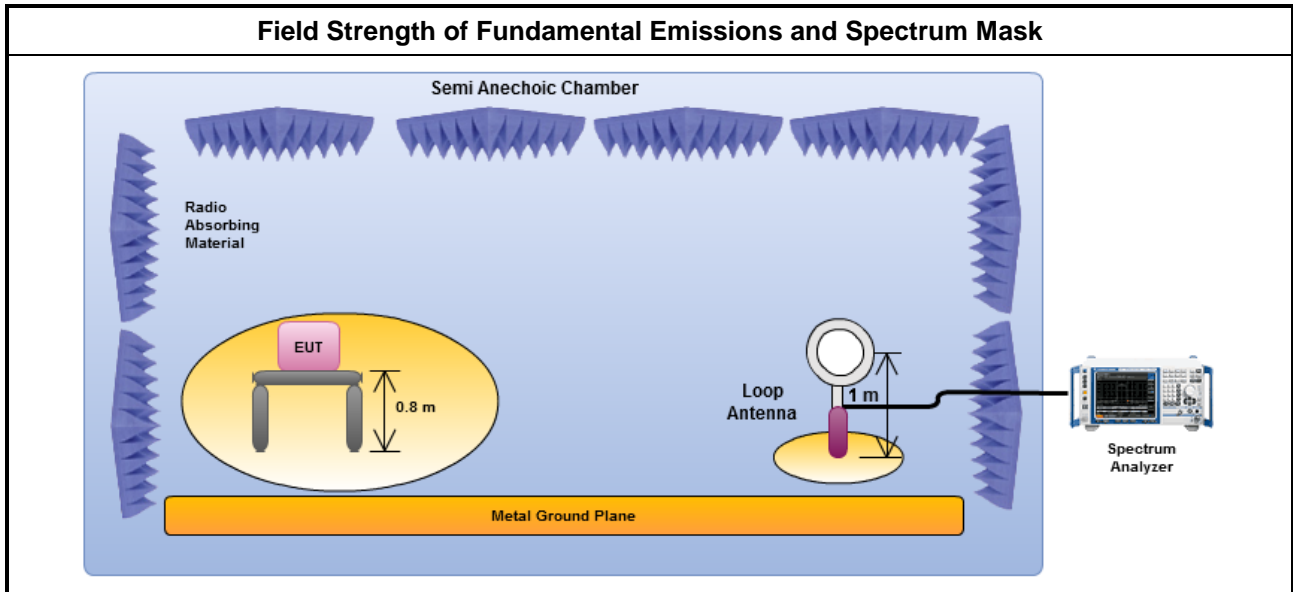 Field Strength of Fundamental Emissions and Spectrum Mask
Semi Anechoic Chamber
Radio
Absorbing
Material
EUT
0.8 m
Loop
Antenna
1 m
Spectrum
Analyzer
Metal Ground Plane